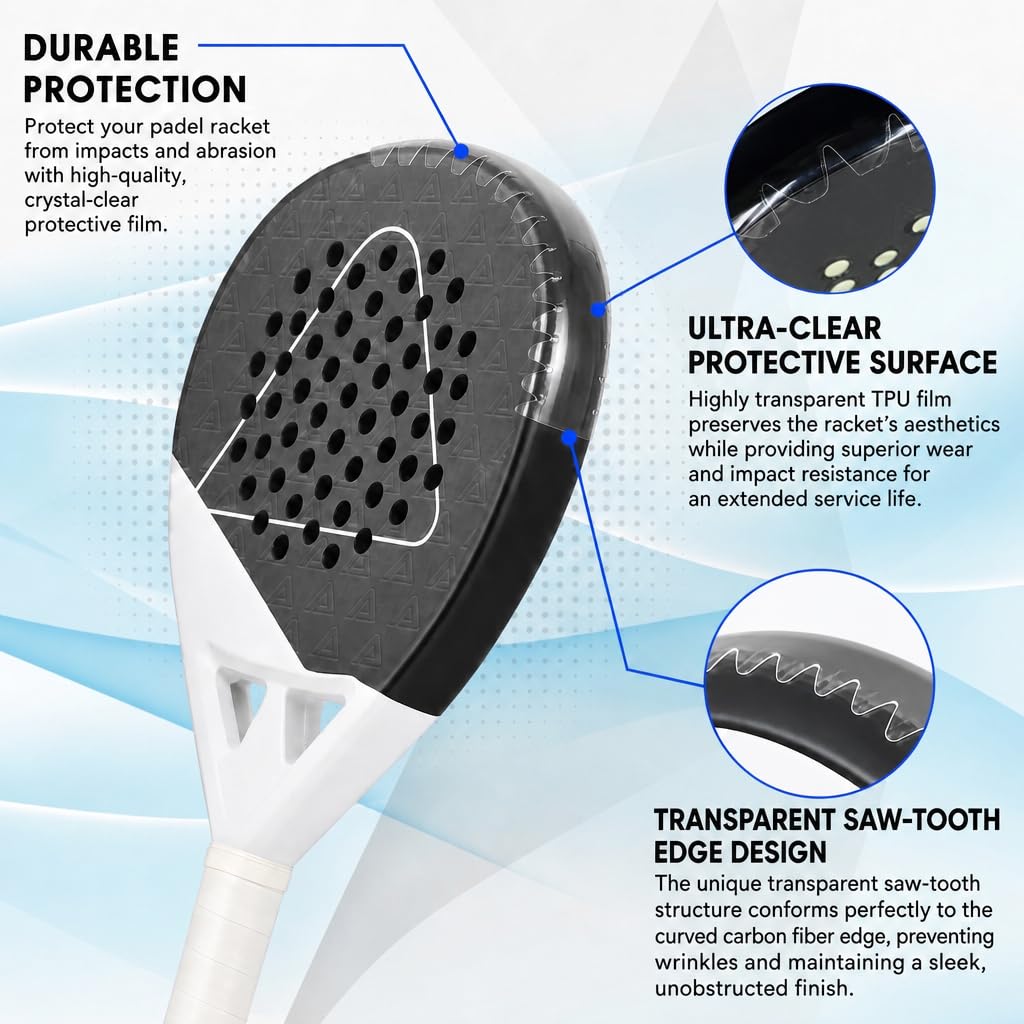 DURABLE
PROTECTION
Protect your padel racket
from impacts and abrasion
with high-quality,
crystal-clear
protective film.
ULTRA-CLEAR
PROTECTIVE SURFACE
Highly transparent TPU film
preserves the racket's aesthetics
while providing superior wear
and impact resistance for
an extended service life.
TRANSPARENT SAW-TOOTH
EDGE DESIGN
The unique transparent saw-tooth
structure conforms perfectly to the
curved carbon fiber edge, preventing
wrinkles and maintaining a sleek,
unobstructed finish.